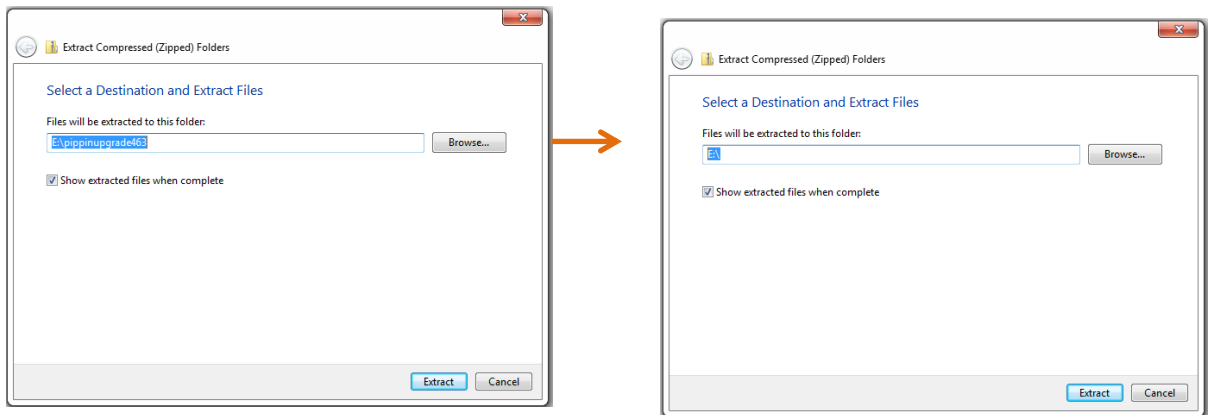 Extract Compressed (Zipped) Folders
Select a Destination and Extract Files
Files will be extracted to this folder:
E:\pippinupgrade463
Browse...
Show extracted files when complete
Extract
Cancel
Extract Compressed (Zipped) Folders
Select a Destination and Extract Files
Files will be extracted to this folder:
E:\
Browse...
Show extracted files when complete
Extract
Cancel